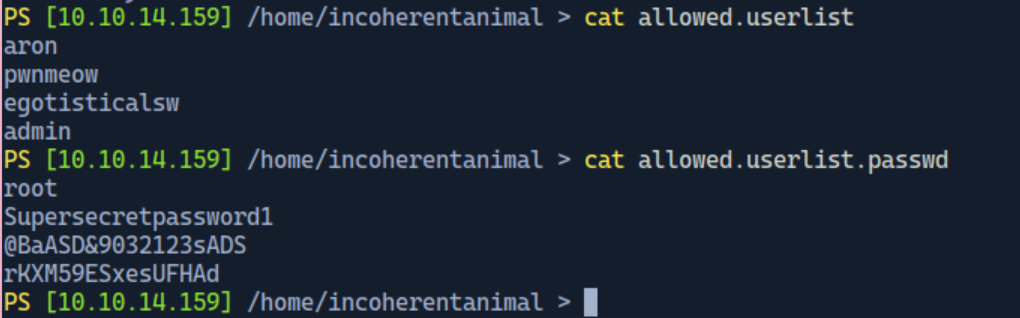 PS [10.10.14.159] /home/incoherentanimal > cat allowed.userlist
aron
pwnmeow
egotisticalsw
admin
PS [10.10.14.159] /home/incoherentanimal > cat allowed.userlist.passwd
root
Supersecretpassword1
@BaASD&9032123sADS
rKXM59ESxesUFHAd
PS [10.10.14.159] /home/incoherentanimal >